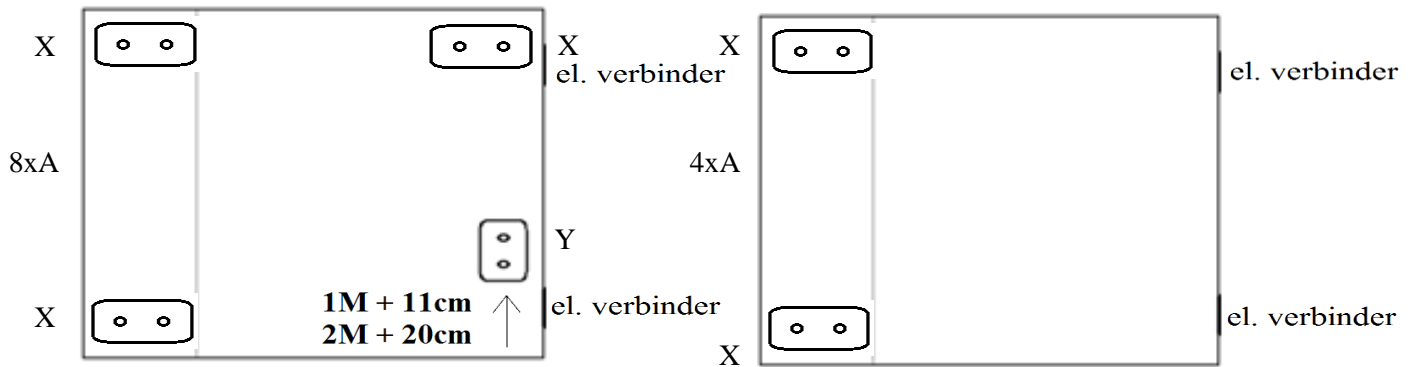 X
X
el. verbinder
8xA
Y
1M + 11cm
2M + 20cm
el. verbinder
X
X
el. verbinder
4xA
el. verbinder
X